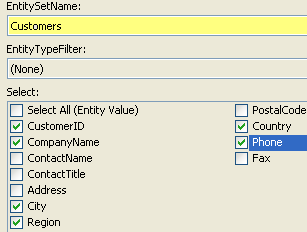 EntitySetName:
Customers
EntityTypeFilter:
(None)
Select:
Select All (Entity Value)
CustomerID
CompanyName
ContactName
ContactTitle
Address
City
Region
PostalCode
Country
Phone
Fax